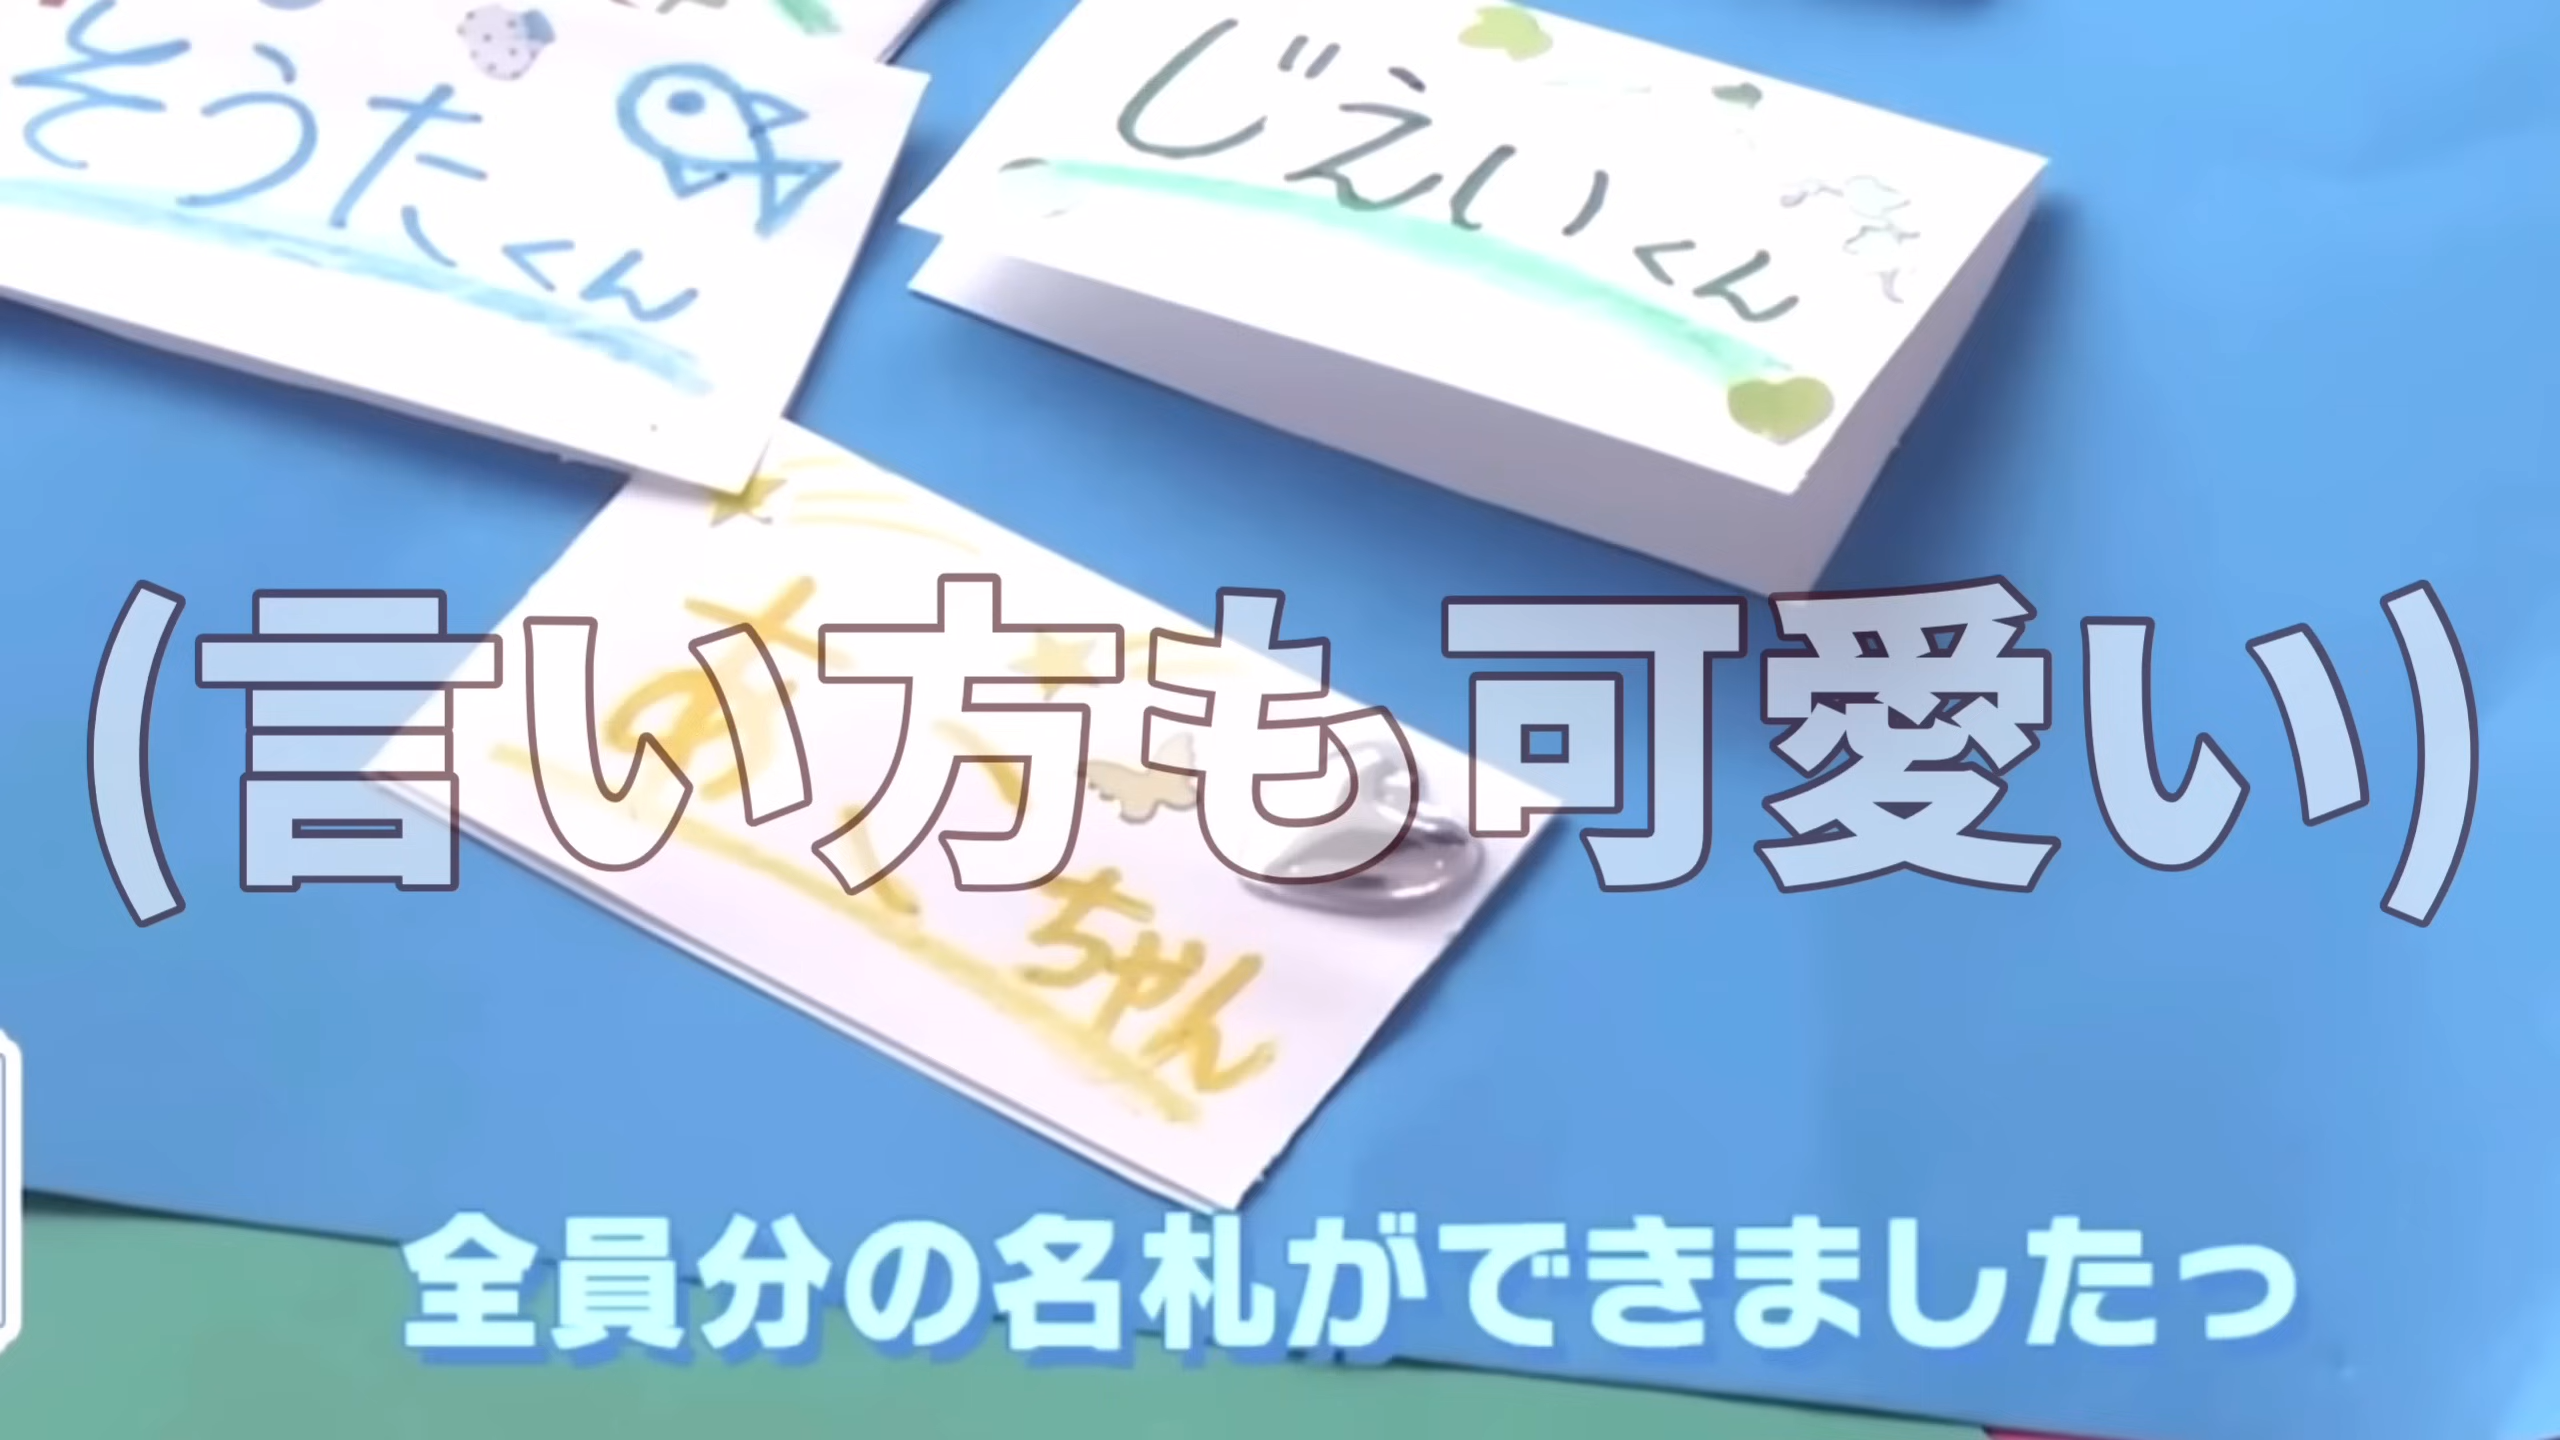 そうたくん
じえいくん
(言い方も可愛い)
ちゃん
全員分の名札ができましたっ